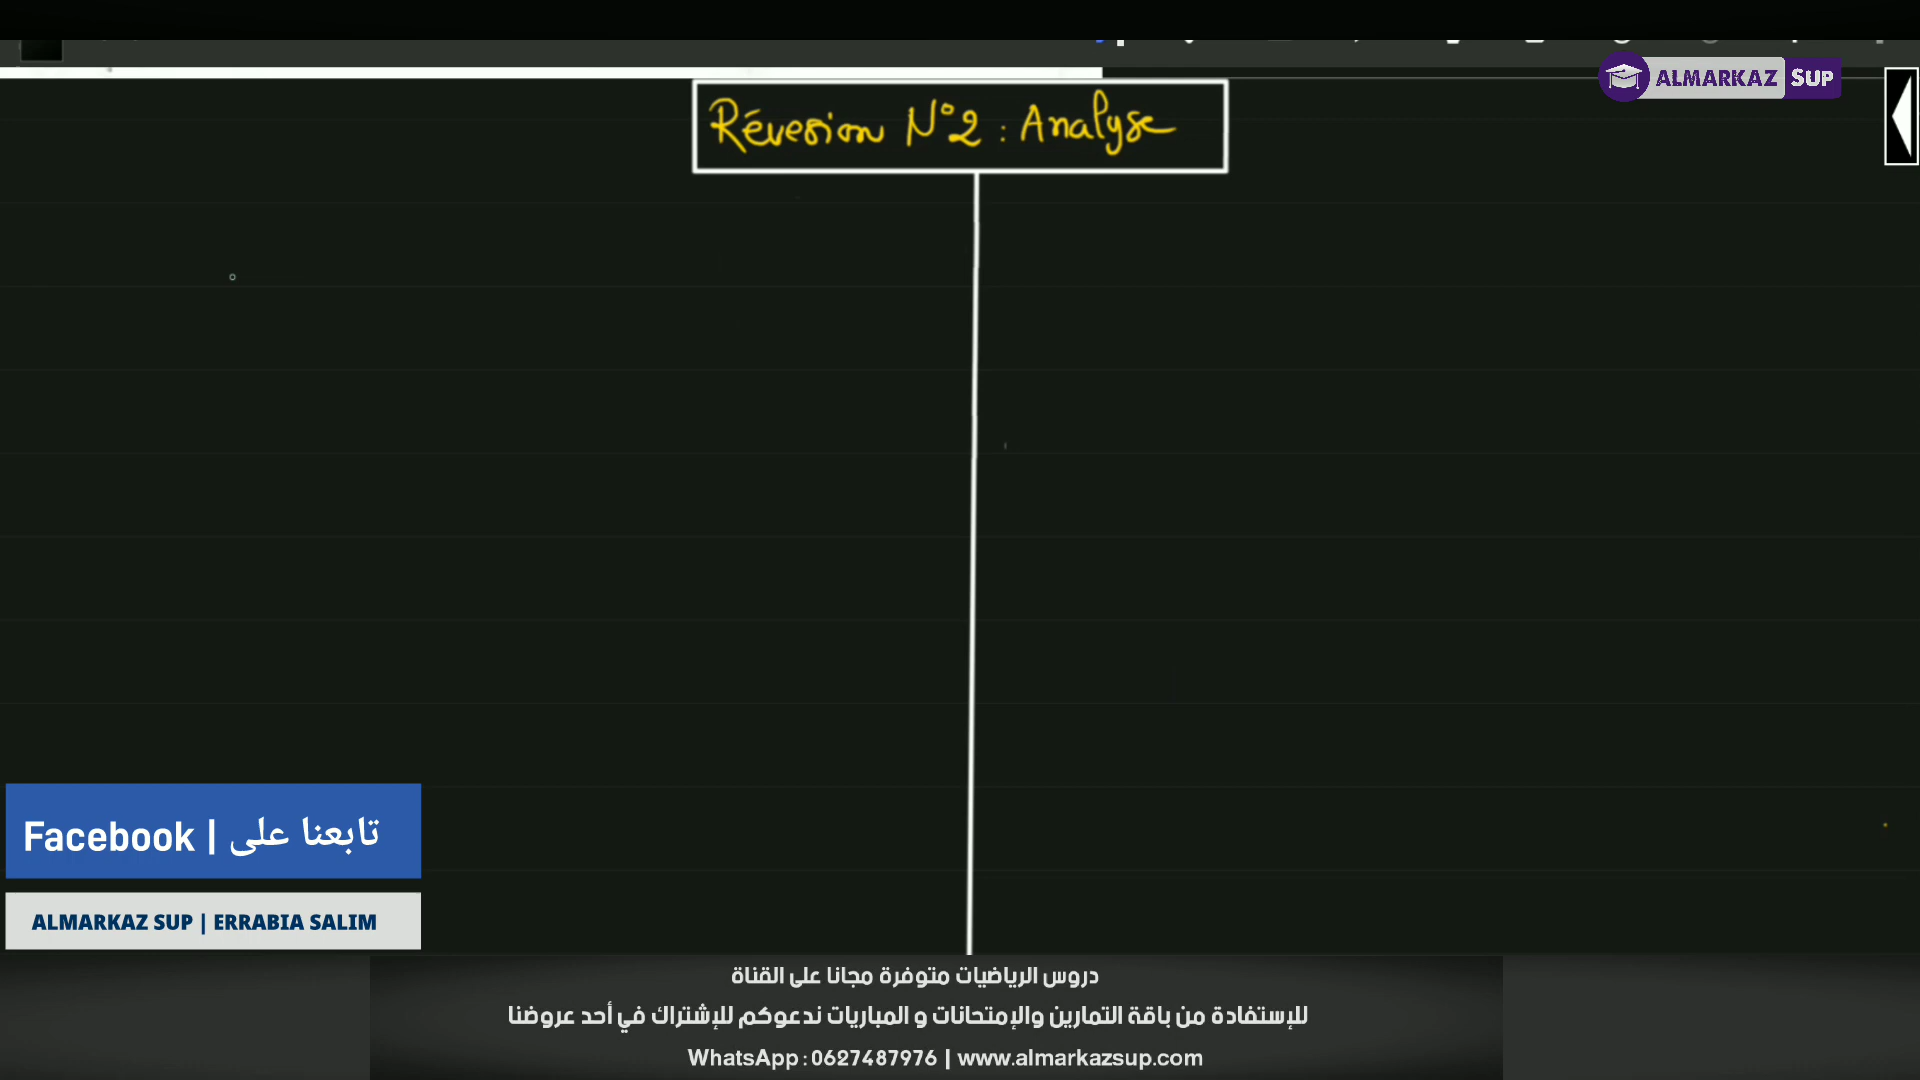 ALMARKAZ SUP
Révesion N°2 : Analyse
Facebook | تابعنا على
ALMARKAZ SUP | ERRABIA SALIM
دروس الرياضيات متوفرة مجانا على القناة
للإستفادة من باقة التمارين والإمتحانات و المباريات ندعوكم للإشتراك في أحد عروضنا
WhatsApp : 0627487976 | www.almarkazsup.com